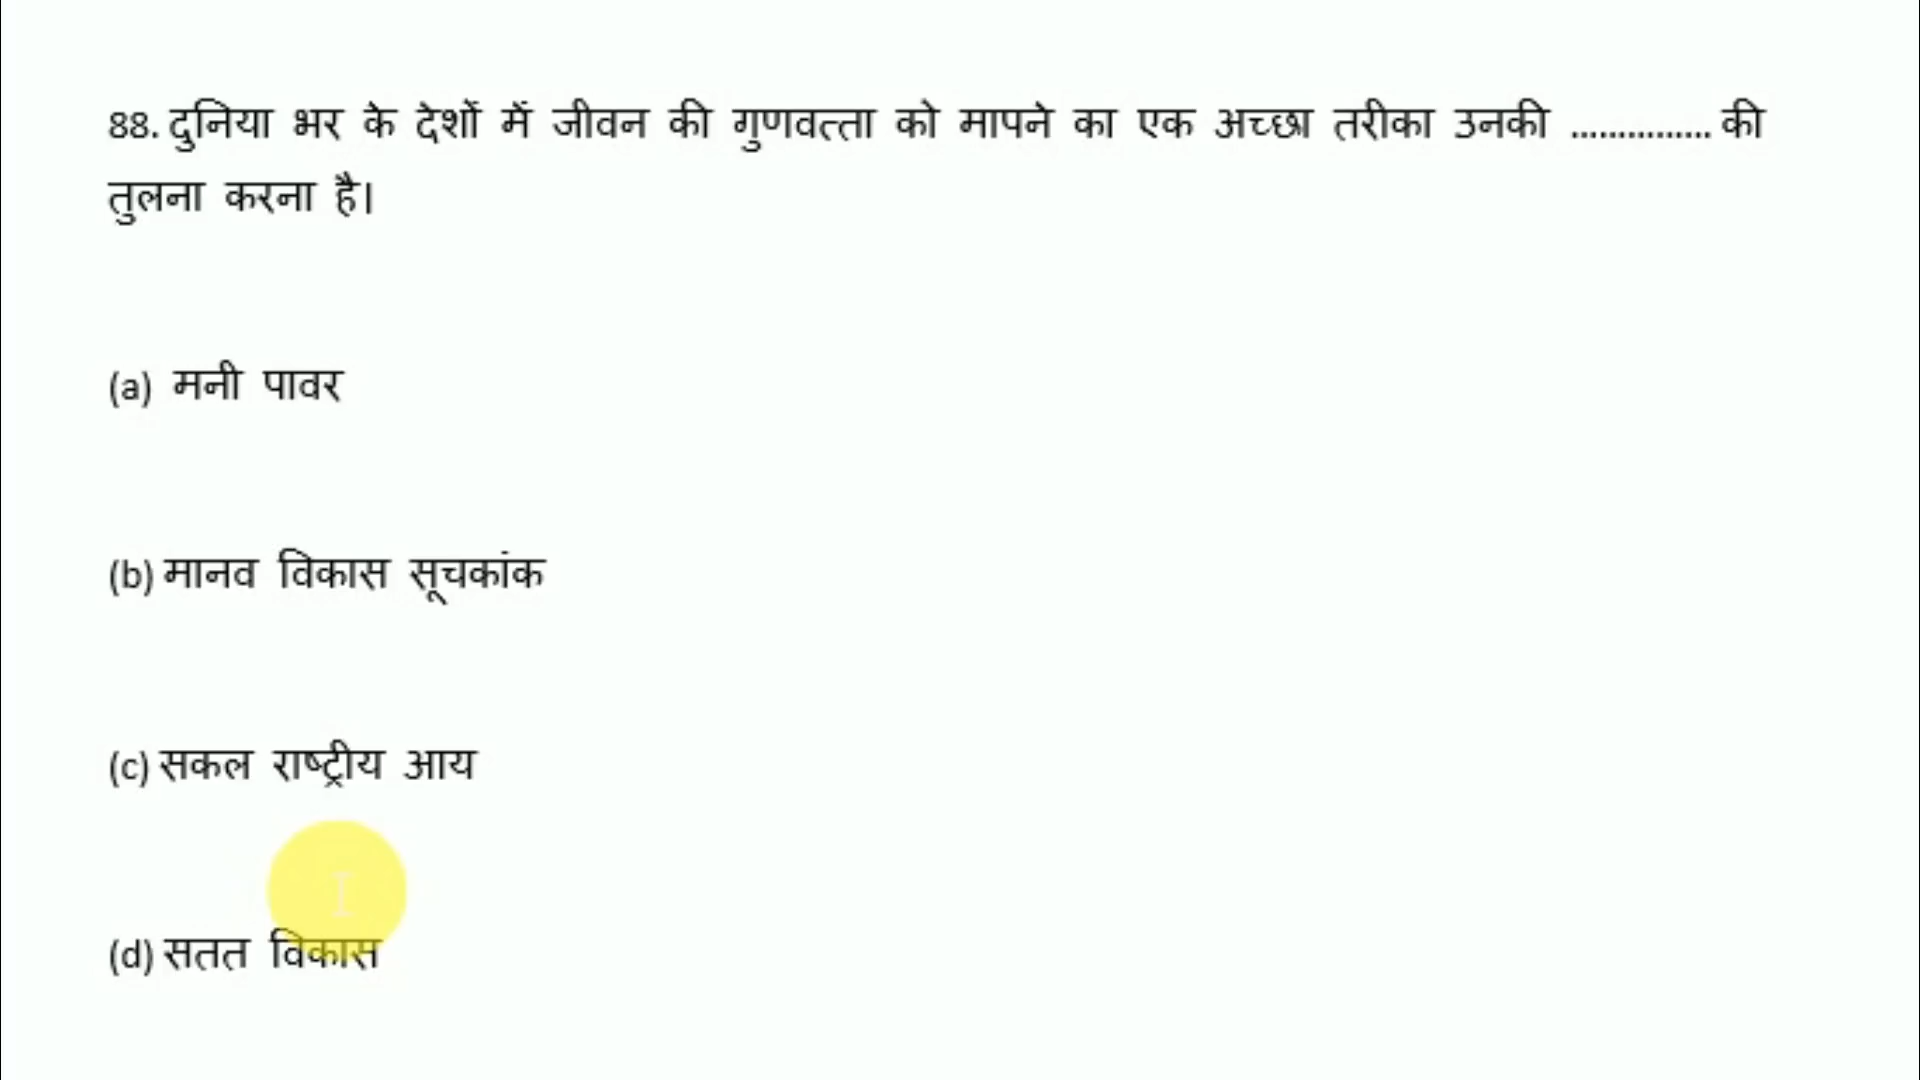 88. दुनिया भर के देशों में जीवन की गुणवत्ता को मापने का एक अच्छा तरीका उनकी ............... की
तुलना करना है।
(a) मनी पावर
(b) मानव विकास सूचकांक
(c) सकल राष्ट्रीय आय
(d) सतत विकास